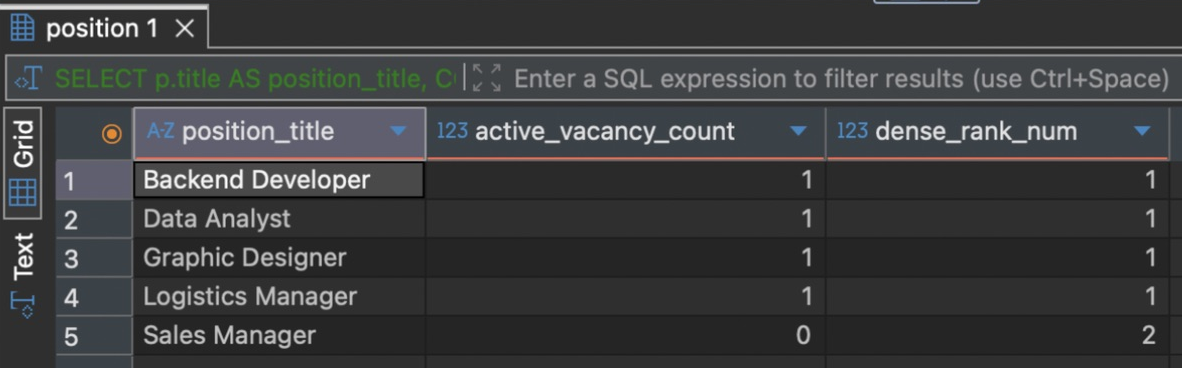 position 1
SELECT p.title AS position_title, C Enter a SQL expression to filter results (use Ctrl+Space)
Grid
Text
A-Z position_title 123 active_vacancy_count 123 dense_rank_num
1 Backend Developer 1 1
2 Data Analyst 1 1
3 Graphic Designer 1 1
4 Logistics Manager 1 1
5 Sales Manager 0 2